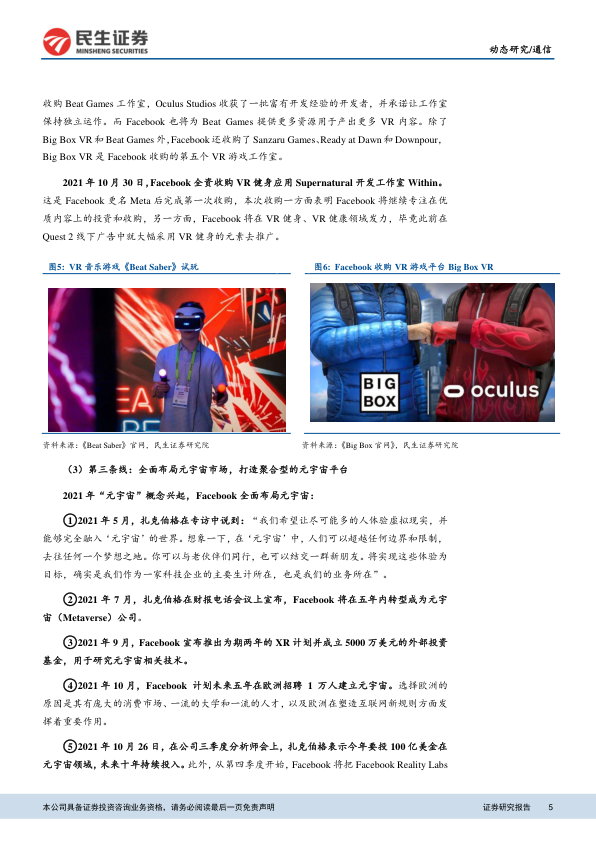 民生证券
MINSHENG SECURITIES
动态研究/通信
收购 Beat Games 工作室，Oculus Studios 收获了一批富有开发经验的开发者，并承诺让工作室
保持独立运作。而 Facebook 也将为 Beat Games 提供更多资源用于产出更多 VR 内容。除了
Big Box VR 和 Beat Games 外，Facebook 还收购了 Sanzaru Games、Ready at Dawn 和 Downpour，
Big Box VR 是 Facebook 收购的第五个 VR 游戏工作室。
2021 年 10 月 30 日，Facebook 全资收购 VR 健身应用 Supernatural 开发工作室 Within。
这是 Facebook 更名 Meta 后完成第一次收购，本次收购一方面表明 Facebook 将继续专注在优
质内容上的投资和收购，另一方面，Facebook 将在 VR 健身、VR 健康领域发力，毕竟此前在
Quest 2 线下广告中就大幅采用 VR 健身的元素去推广。
图5：VR 音乐游戏《Beat Saber》试玩
图6：Facebook 收购 VR 游戏平台 Big Box VR
BIG
BOX
oculus
资料来源：《Beat Saber》官网，民生证券研究院
资料来源：《Big Box 官网》，民生证券研究院
（3）第三条线：全面布局元宇宙市场，打造聚合型的元宇宙平台
2021 年“元宇宙”概念兴起，Facebook 全面布局元宇宙：
①2021 年 5 月，扎克伯格在专访中说到：“我们希望让尽可能多的人体验虚拟现实，并
能够完全融入‘元宇宙’的世界。想象一下，在‘元宇宙’中，人们可以超越任何边界和限制，
去往任何一个梦想之地。你可以与老伙伴们同行，也可以结交一群新朋友。将实现这些体验为
目标，确实是我们作为一家科技企业的主要生计所在，也是我们的业务所在”。
②2021 年 7 月，扎克伯格在财报电话会议上宣布，Facebook 将在五年内转型成为元宇
宙（Metaverse）公司。
③2021 年 9 月，Facebook 宣布推出为期两年的 XR 计划并成立 5000 万美元的外部投资
基金，用于研究元宇宙相关技术。
④2021 年 10 月，Facebook 计划未来五年在欧洲招聘 1 万人建立元宇宙。选择欧洲的
原因是其有庞大的消费市场、一流的大学和一流的人才，以及欧洲在塑造互联网新规则方面发
挥着重要作用。
⑤2021 年 10 月 26 日，在公司三季度分析师会上，扎克伯格表示今年要投 100 亿美金在
元宇宙领域，未来十年持续投入。此外，从第四季度开始，Facebook 将把 Facebook Reality Labs
本公司具备证券投资咨询业务资格，请务必阅读最后一页免责声明
证券研究报告
5